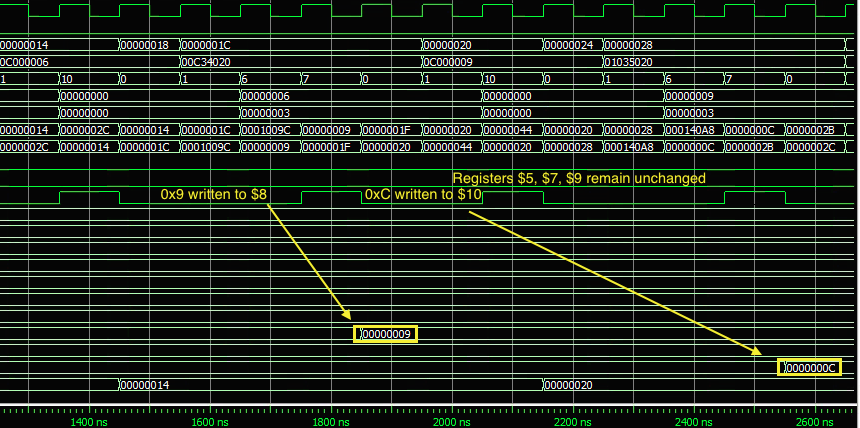 00000014 00000018 0000001C 00000020 00000024 00000028
0C000006 00C34020 0C000009 01035020
1 10 0 1 6 7 0 1 10 0 1 6 7 0
00000000 00000006 00000000 00000009
00000000 00000003 00000000 00000003
00000014 0000002C 00000014 0000001C 0001009C 00000009 0000001F 00000020 00000044 00000020 00000028 000140A8 0000000C 0000002B
0000002C 00000014 0000001C 0001009C 00000009 0000001F 00000020 00000044 00000020 00000028 000140A8 0000000C 0000002B 0000002C
Registers $5, $7, $9 remain unchanged
0x9 written to $8 0xC written to $10
00000009
0000000C
00000014 00000020
1400 ns 1600 ns 1800 ns 2000 ns 2200 ns 2400 ns 2600 ns